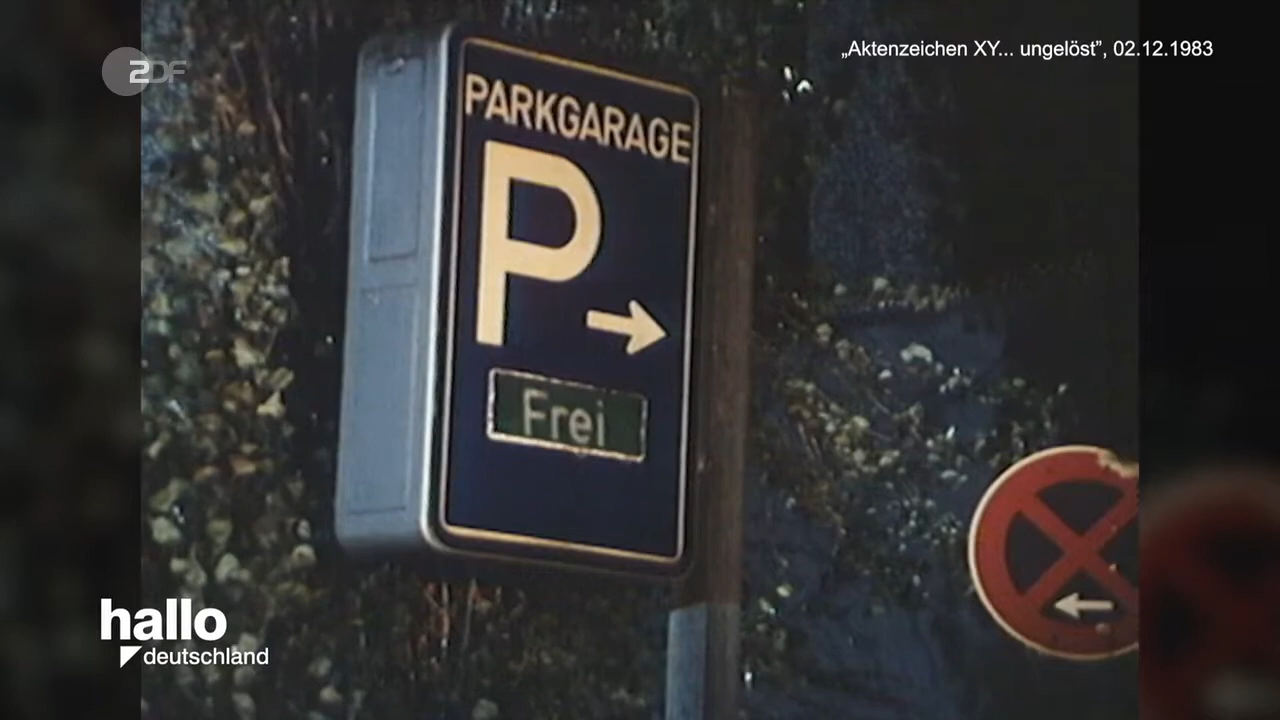 „Aktenzeichen XY... ungelöst”, 02.12.1983
ZDF
PARKGARAGE
P
Frei
hallo
deutschland